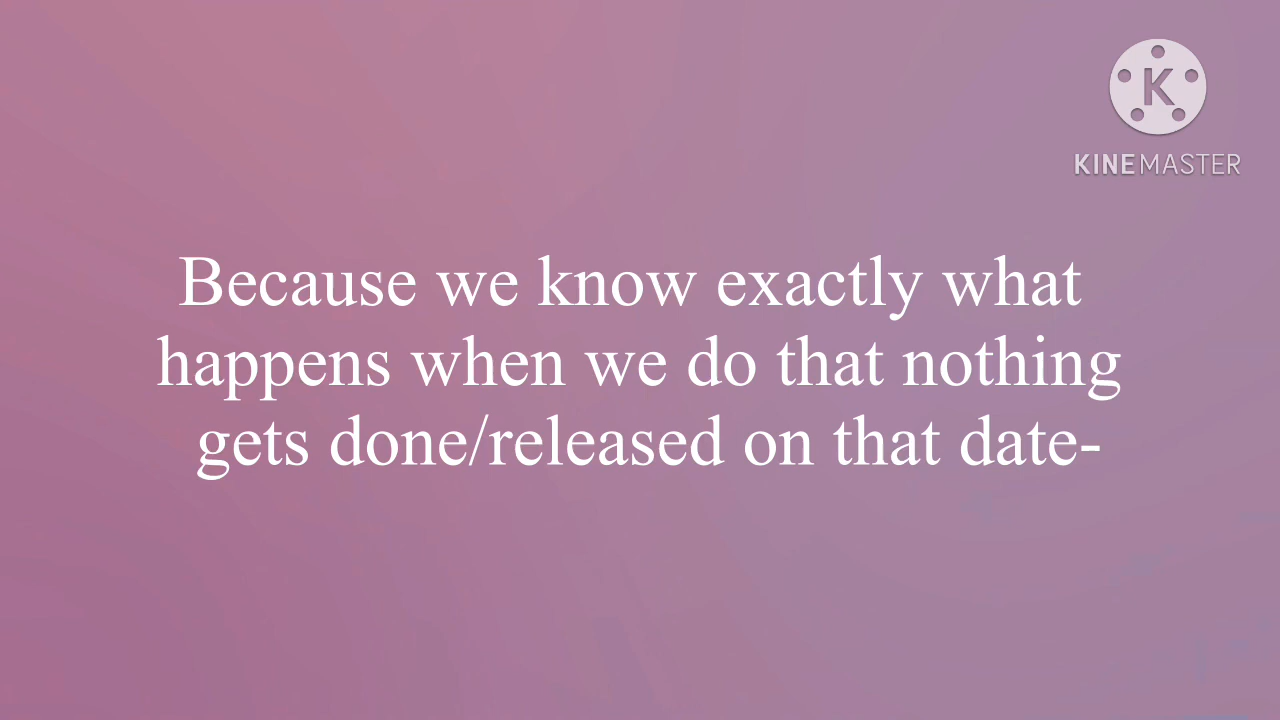 K
KINEMASTER
Because we know exactly what
happens when we do that nothing
gets done/released on that date-